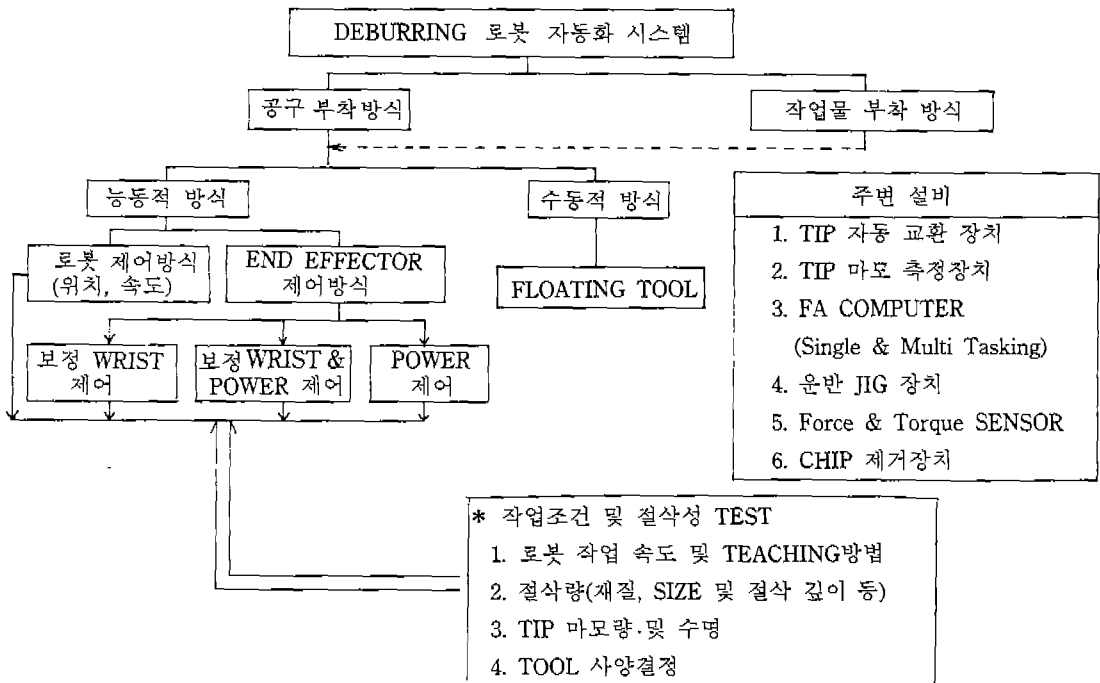 DEBURRING 로봇 자동화 시스템
공구 부착방식
작업물 부착 방식
능동적 방식
수동적 방식
로봇 제어방식
(위치, 속도)
END EFFECTOR
제어방식
FLOATING TOOL
보정 WRIST
제어
보정 WRIST &
POWER 제어
POWER
제어
주변 설비
1. TIP 자동 교환 장치
2. TIP 마모 측정장치
3. FA COMPUTER
(Single & Multi Tasking)
4. 운반 JIG 장치
5. Force & Torque SENSOR
6. CHIP 제거장치
* 작업조건 및 절삭성 TEST
1. 로봇 작업 속도 및 TEACHING방법
2. 절삭량(재질, SIZE 및 절삭 깊이 등)
3. TIP 마모량·및 수명
4. TOOL 사양결정